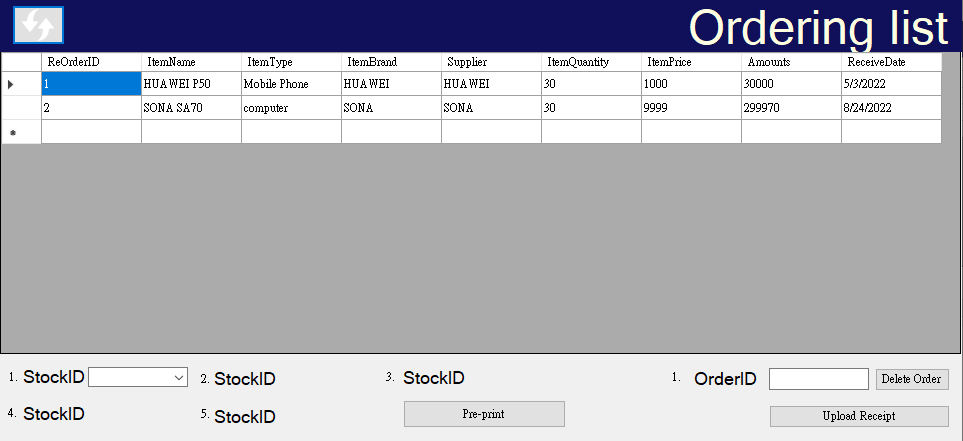 Ordering list
ReOrderID ItemName ItemType ItemBrand Supplier ItemQuantity ItemPrice Amounts ReceiveDate
1 HUAWEI P50 Mobile Phone HUAWEI HUAWEI 30 1000 30000 5/3/2022
2 SONA SA70 computer SONA SONA 30 9999 299970 8/24/2022
1. StockID 2. StockID 3. StockID 1. OrderID Delete Order
4. StockID 5. StockID Pre-print Upload Receipt